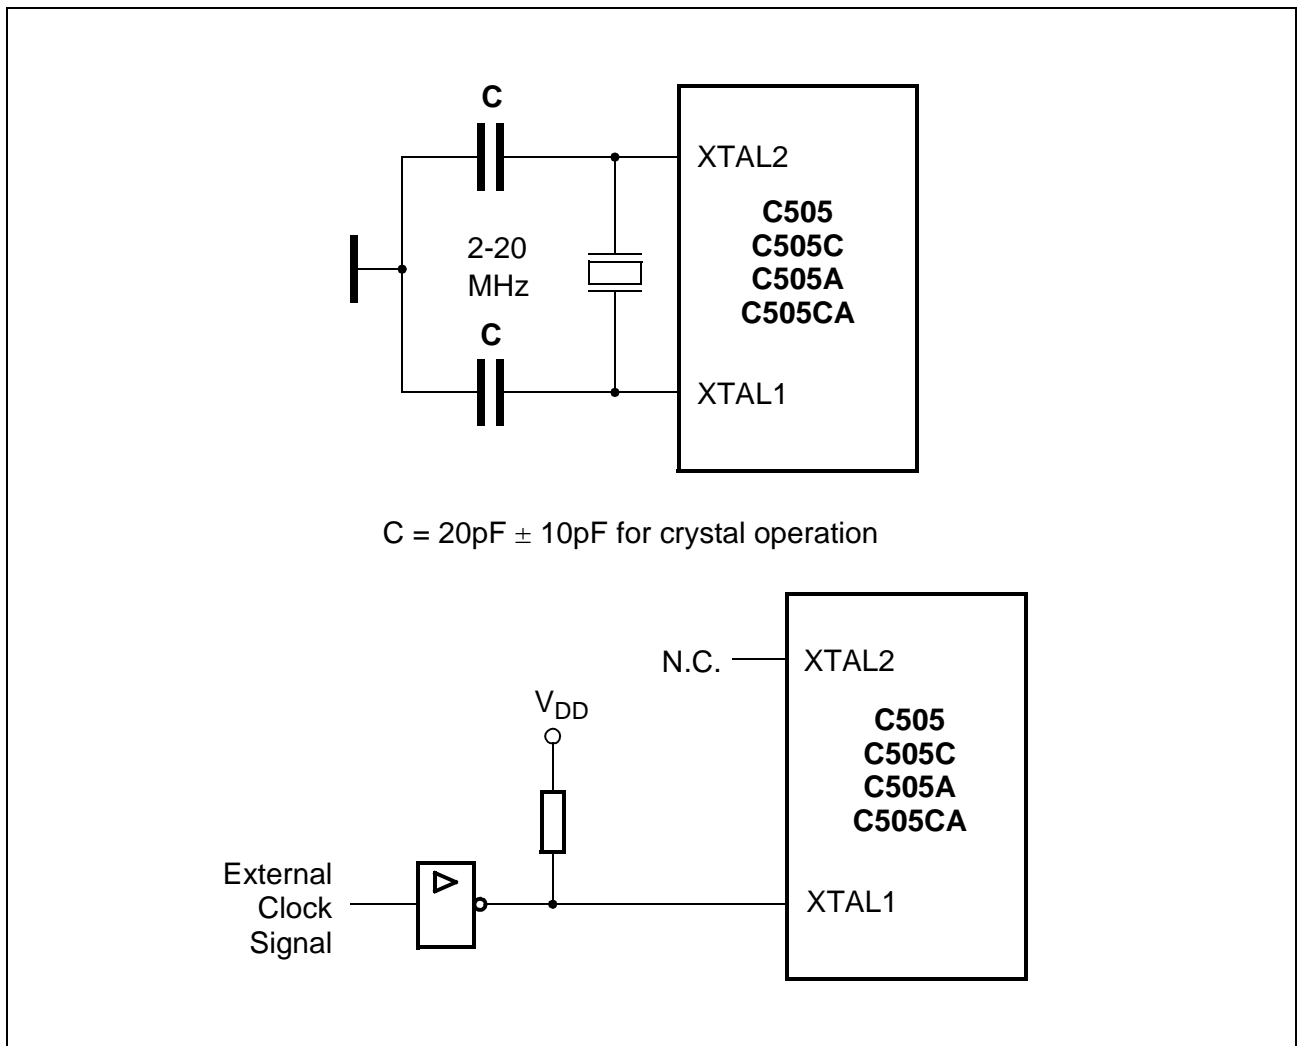 C
XTAL2
C505
C505C
C505A
C505CA
2-20
MHz
C
XTAL1
C = 20pF ± 10pF for crystal operation
N.C.
XTAL2
VDD
C505
C505C
C505A
C505CA
External
Clock
Signal
XTAL1